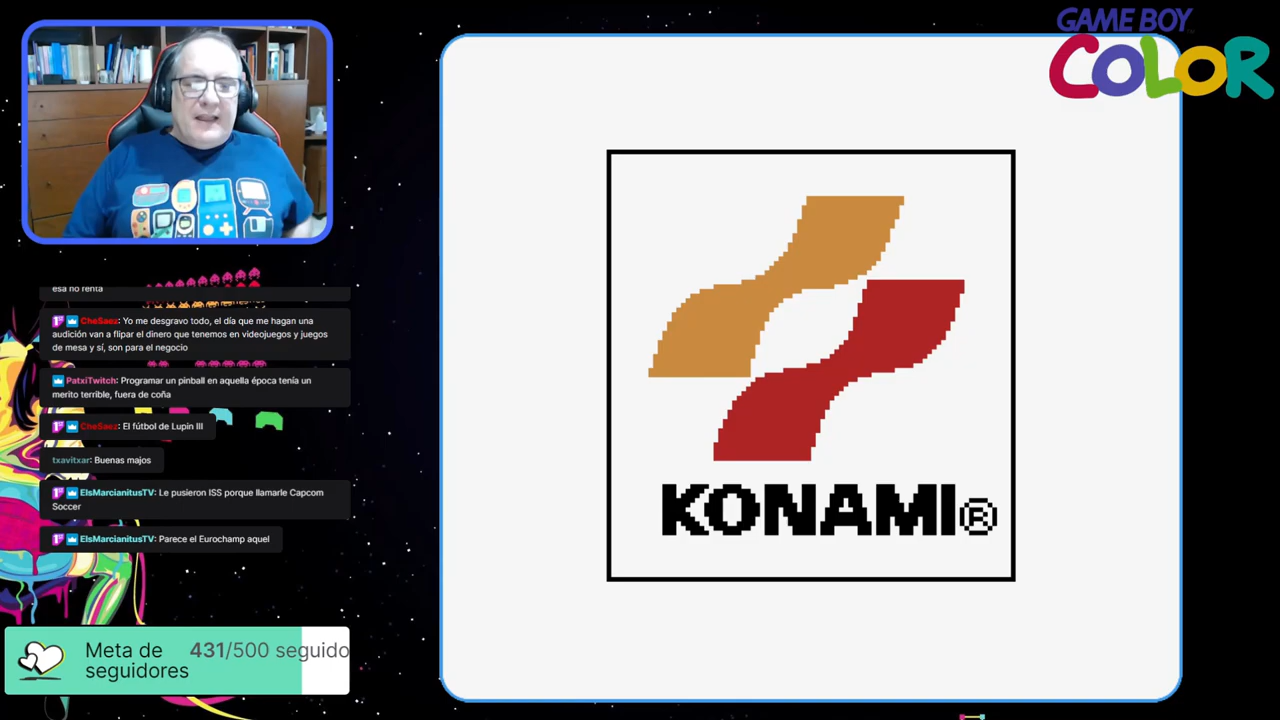 GAME BOY
COLOR
KONAMI®
esa no renta
CheSaez: Yo me desgravo todo, el día que me hagan una
audición van a flipar el dinero que tenemos en videojuegos y juegos
de mesa y sí, son para el negocio
PatxiTwitch: Programar un pinball en aquella época tenía un
merito terrible, fuera de coña
CheSaez: El fútbol de Lupin III
txavitxar: Buenas majos
ElsMarcianitusTV: Le pusieron ISS porque llamarle Capcom
Soccer
ElsMarcianitusTV: Parece el Eurochamp aquel
Meta de
seguidores
431/500 seguido